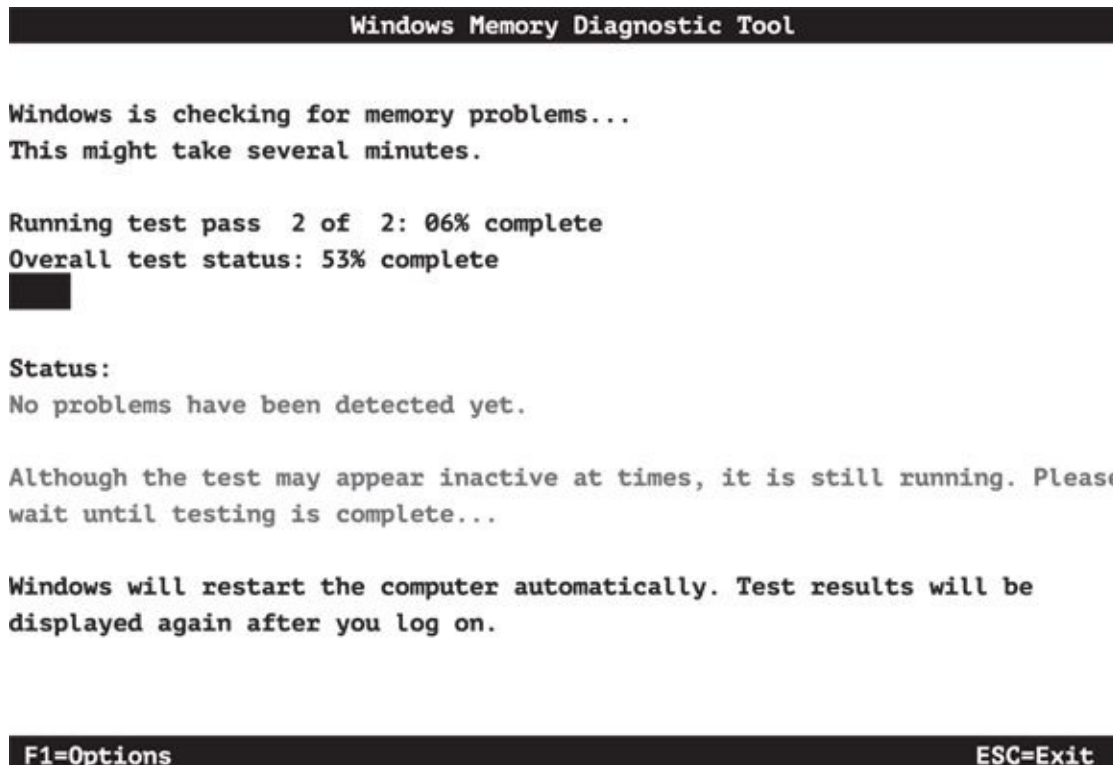 Windows Memory Diagnostic Tool
Windows is checking for memory problems...
This might take several minutes.
Running test pass  2 of  2: 06% complete
Overall test status: 53% complete
Status:
No problems have been detected yet.
Although the test may appear inactive at times, it is still running. Please
wait until testing is complete...
Windows will restart the computer automatically. Test results will be
displayed again after you log on.
F1=Options ESC=Exit